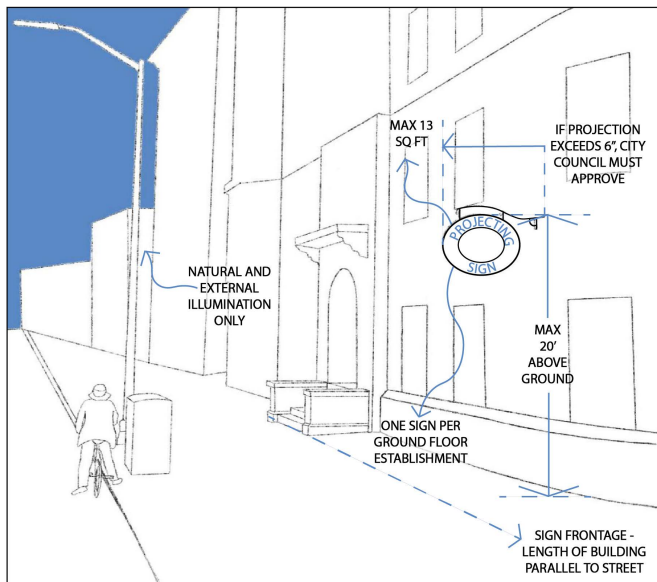 MAX 13
SQ FT
IF PROJECTION
EXCEEDS 6", CITY
COUNCIL MUST
APPROVE
PROJECTING
SIGN
NATURAL AND
EXTERNAL
ILLUMINATION
ONLY
MAX
20'
ABOVE
GROUND
ONE SIGN PER
GROUND FLOOR
ESTABLISHMENT
SIGN FRONTAGE -
LENGTH OF BUILDING
PARALLEL TO STREET